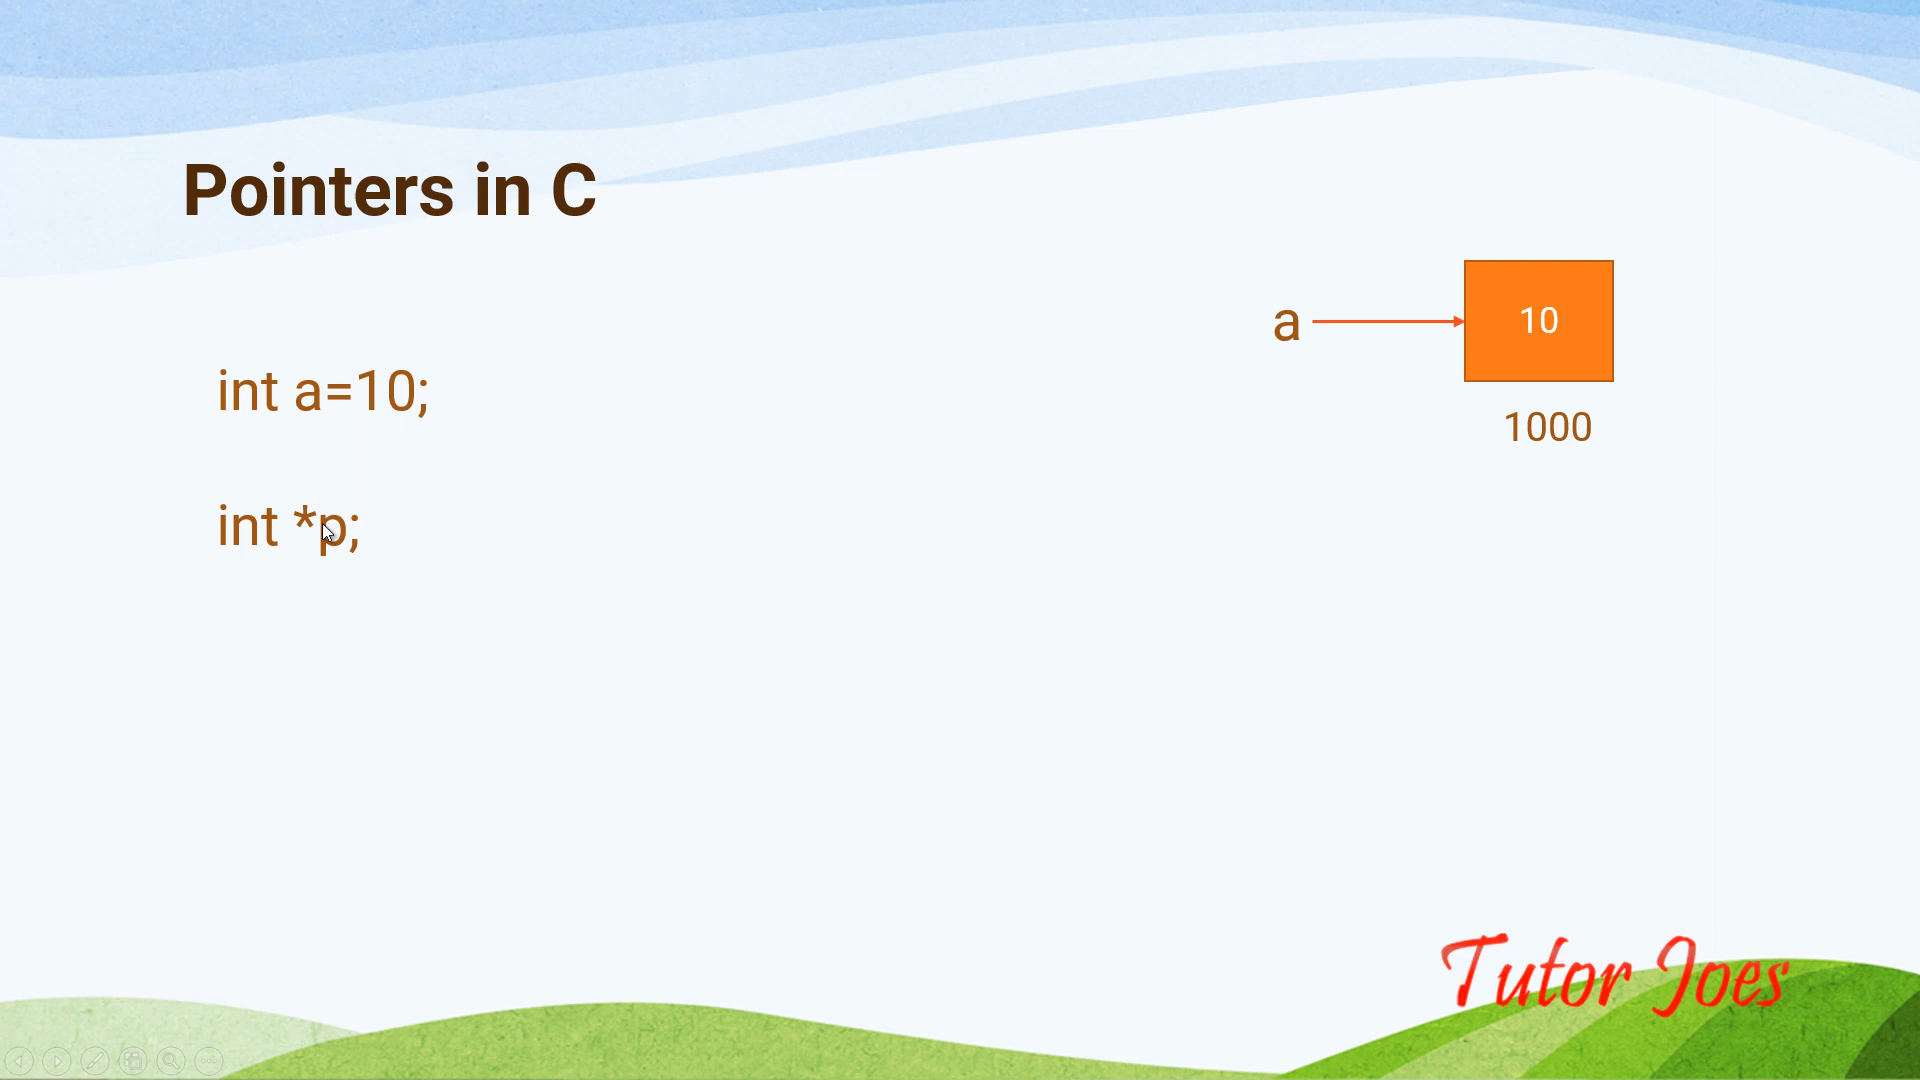 Pointers in C
int a=10;
int *p;
a
10
1000
Tutor Joes